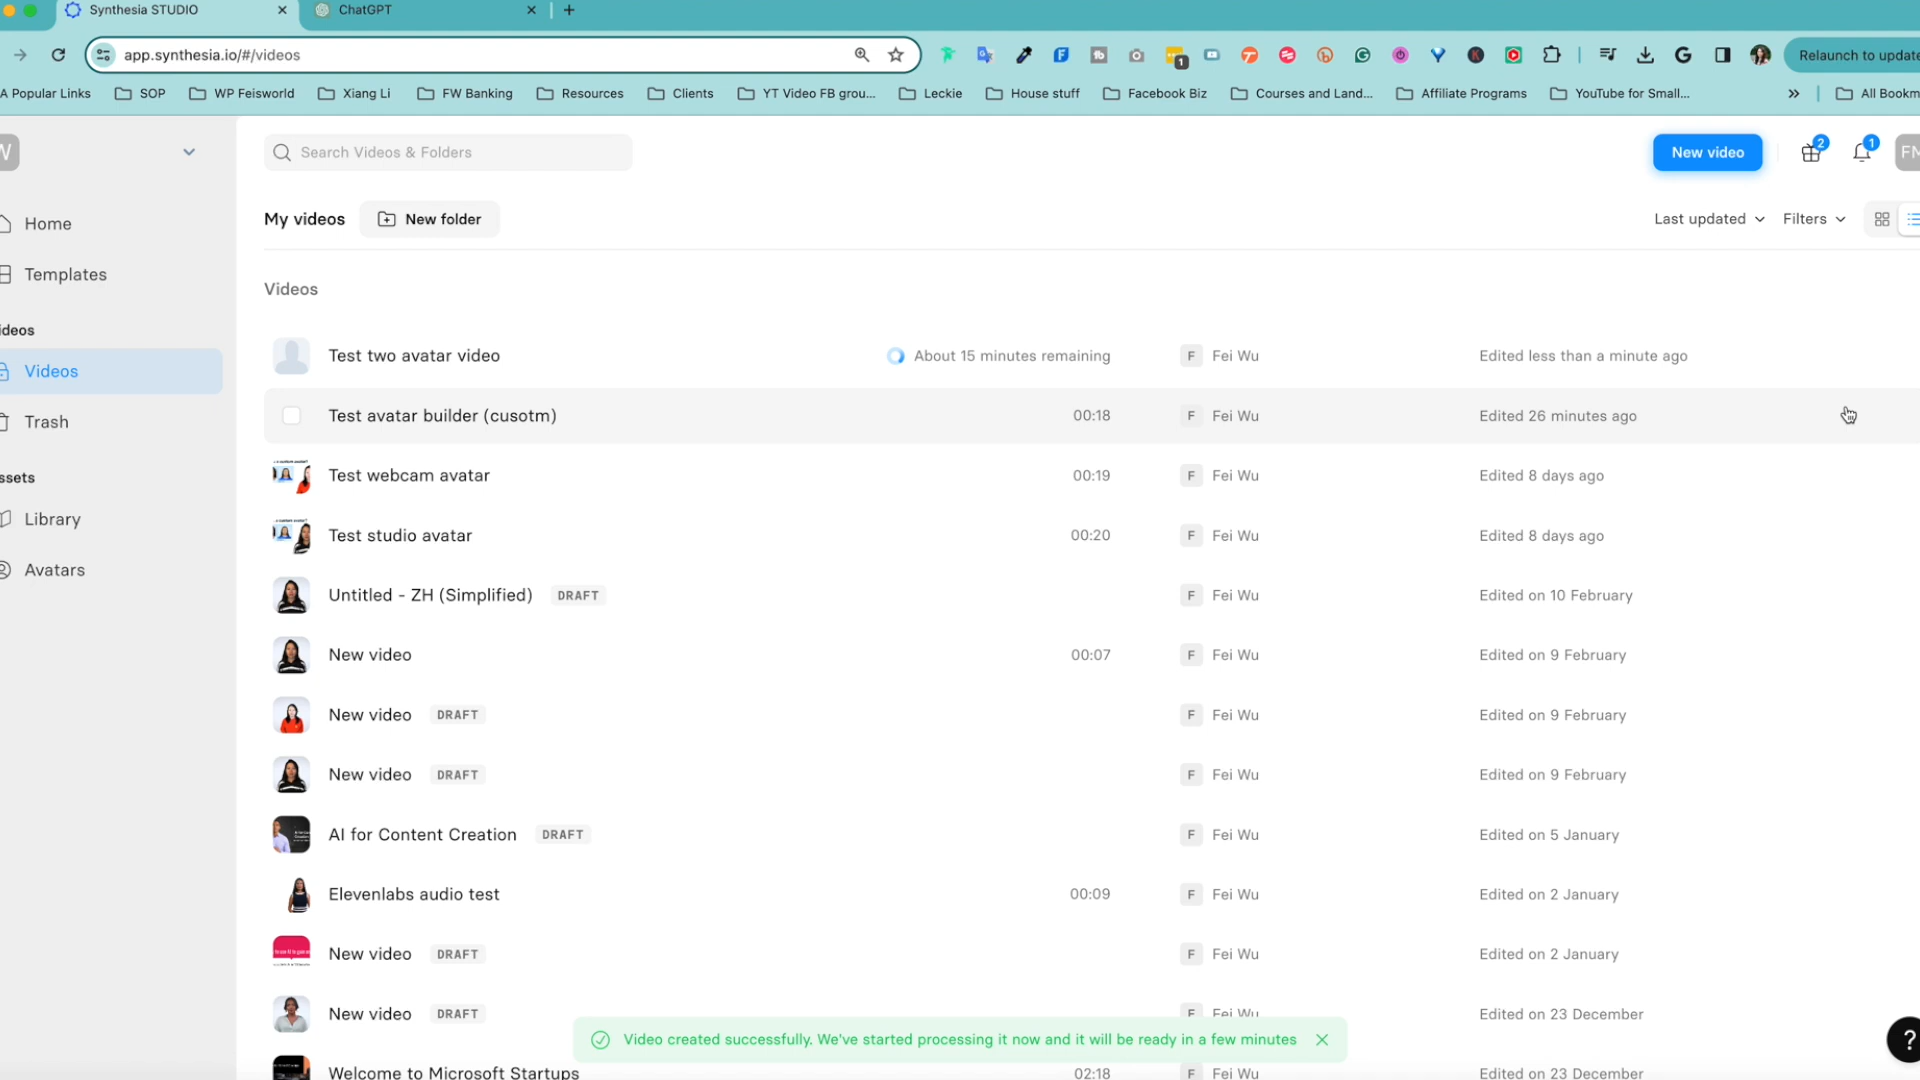 Synthesia STUDIO
ChatGPT
app.synthesia.io/#/videos
1
Relaunch to update
A Popular Links
SOP
WP Feisworld
Xiang Li
FW Banking
Resources
Clients
YT Video FB grou...
Leckie
House stuff
Facebook Biz
Courses and Land...
Affiliate Programs
YouTube for Small...
All Bookm
W
Search Videos & Folders
New video
2
1
FM
Home
Templates
ideos
Videos
Trash
ssets
Library
Avatars
My videos
New folder
Last updated
Filters
Videos
Test two avatar video About 15 minutes remaining F Fei Wu Edited less than a minute ago
Test avatar builder (cusotm) 00:18 F Fei Wu Edited 26 minutes ago
Test webcam avatar 00:19 F Fei Wu Edited 8 days ago
Test studio avatar 00:20 F Fei Wu Edited 8 days ago
Untitled - ZH (Simplified) DRAFT F Fei Wu Edited on 10 February
New video 00:07 F Fei Wu Edited on 9 February
New video DRAFT F Fei Wu Edited on 9 February
New video DRAFT F Fei Wu Edited on 9 February
AI for Content Creation DRAFT F Fei Wu Edited on 5 January
Elevenlabs audio test 00:09 F Fei Wu Edited on 2 January
New video DRAFT F Fei Wu Edited on 2 January
New video DRAFT F Fei Wu Edited on 23 December
Video created successfully. We've started processing it now and it will be ready in a few minutes
Welcome to Microsoft Startups 02:18 F Fei Wu Edited on 23 December
?